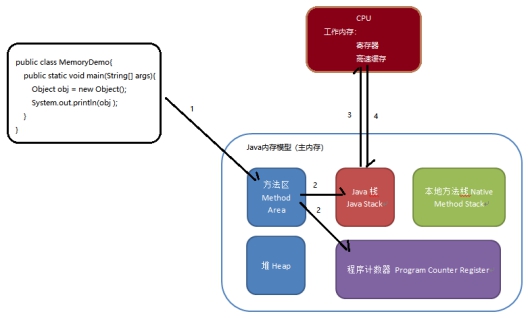 CPU
工作内存：
寄存器
高速缓存
public class MemoryDemo{
public static void main(String[] args){
Object obj = new Object();
System.out.println(obj );
}
}
1
3
4
Java内存模型（主内存）
方法区
Method
Area
2
2
Java 栈
Java Stack
本地方法栈 Native
Method Stack
堆 Heap
程序计数器 Program Counter Register